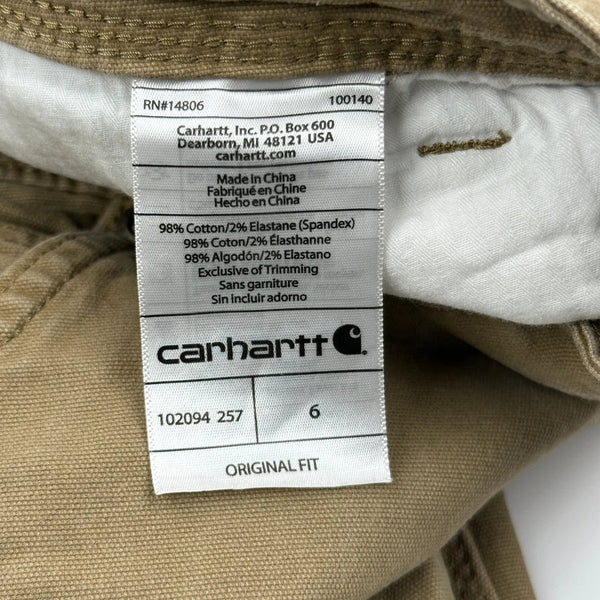 RN#14806 100140
Carhartt, Inc. P.O. Box 600
Dearborn, MI 48121 USA
carhartt.com
Made in China
Fabriqué en Chine
Hecho en China
98% Cotton/2% Elastane (Spandex)
98% Coton/2% Élasthanne
98% Algodón/2% Elastano
Exclusive of Trimming
Sans garniture
Sin incluir adorno
carhartt
102094 257 6
ORIGINAL FIT